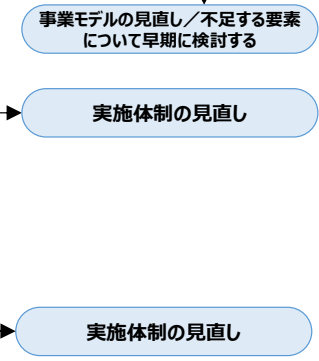 事業モデルの見直し／不足する要素
について早期に検討する
実施体制の見直し
実施体制の見直し